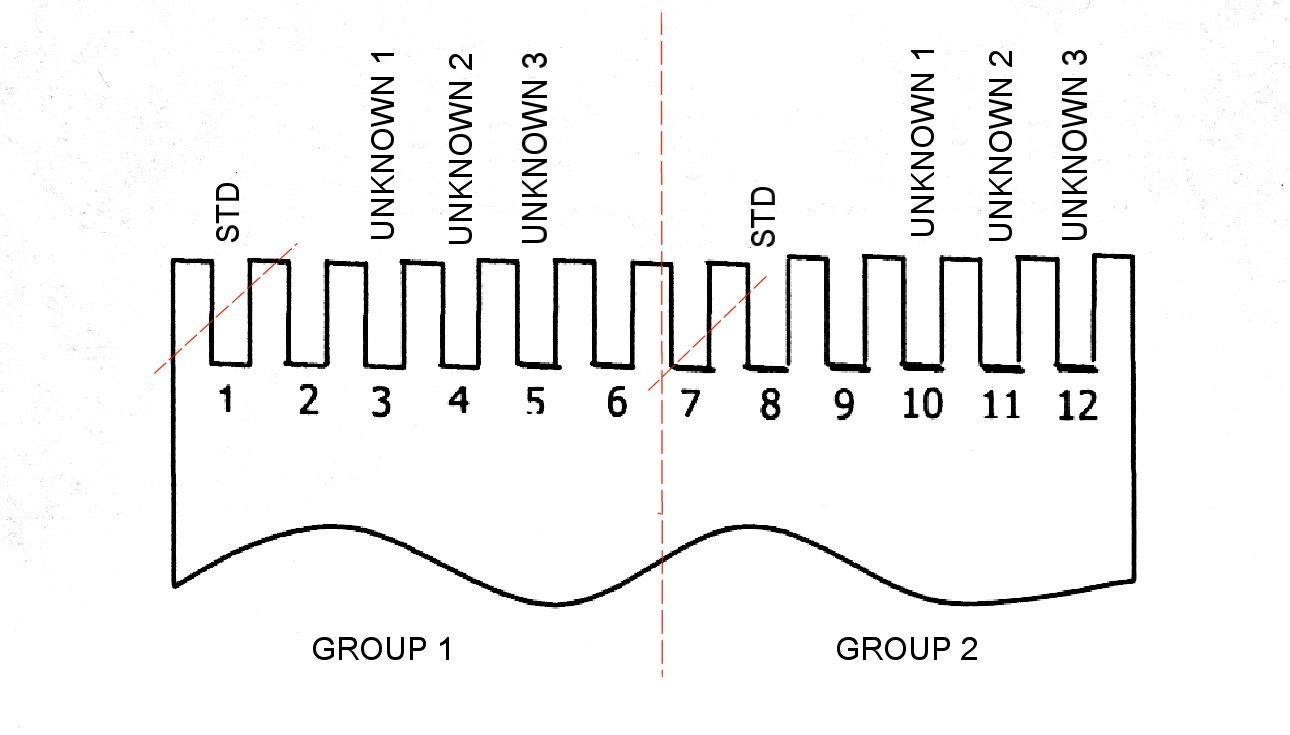 STD
UNKNOWN 1
UNKNOWN 2
UNKNOWN 3
STD
UNKNOWN 1
UNKNOWN 2
UNKNOWN 3
1 2 3 4 5 6 7 8 9 10 11 12
GROUP 1 GROUP 2